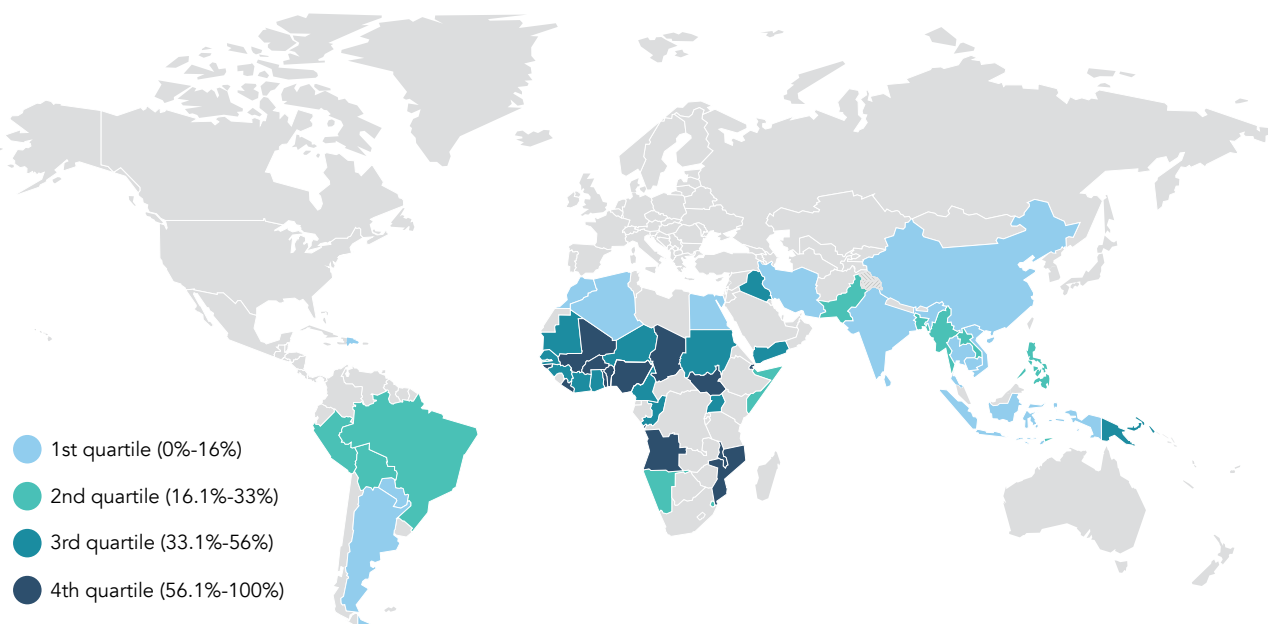 1st quartile (0%-16%)
2nd quartile (16.1%-33%)
3rd quartile (33.1%-56%)
4th quartile (56.1%-100%)